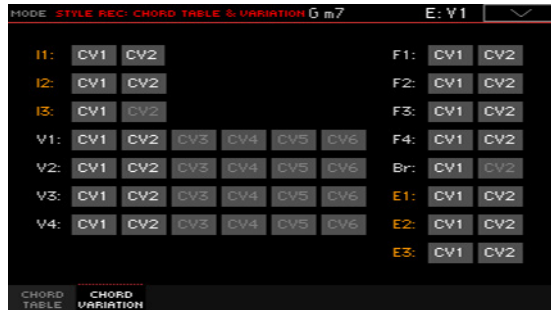 MODE STYLE REC: CHORD TABLE & VARIATION G m7 E: V1
I1: CV1 CV2 F1: CV1 CV2
I2: CV1 CV2 F2: CV1 CV2
I3: CV1 CV2 F3: CV1 CV2
V1: CV1 CV2 CV3 CV4 CV5 CV6 F4: CV1 CV2
V2: CV1 CV2 CV3 CV4 CV5 CV6 Br: CV1 CV2
V3: CV1 CV2 CV3 CV4 CV5 CV6 E1: CV1 CV2
V4: CV1 CV2 CV3 CV4 CV5 CV6 E2: CV1 CV2
E3: CV1 CV2
CHORD CHORD
TABLE VARIATION